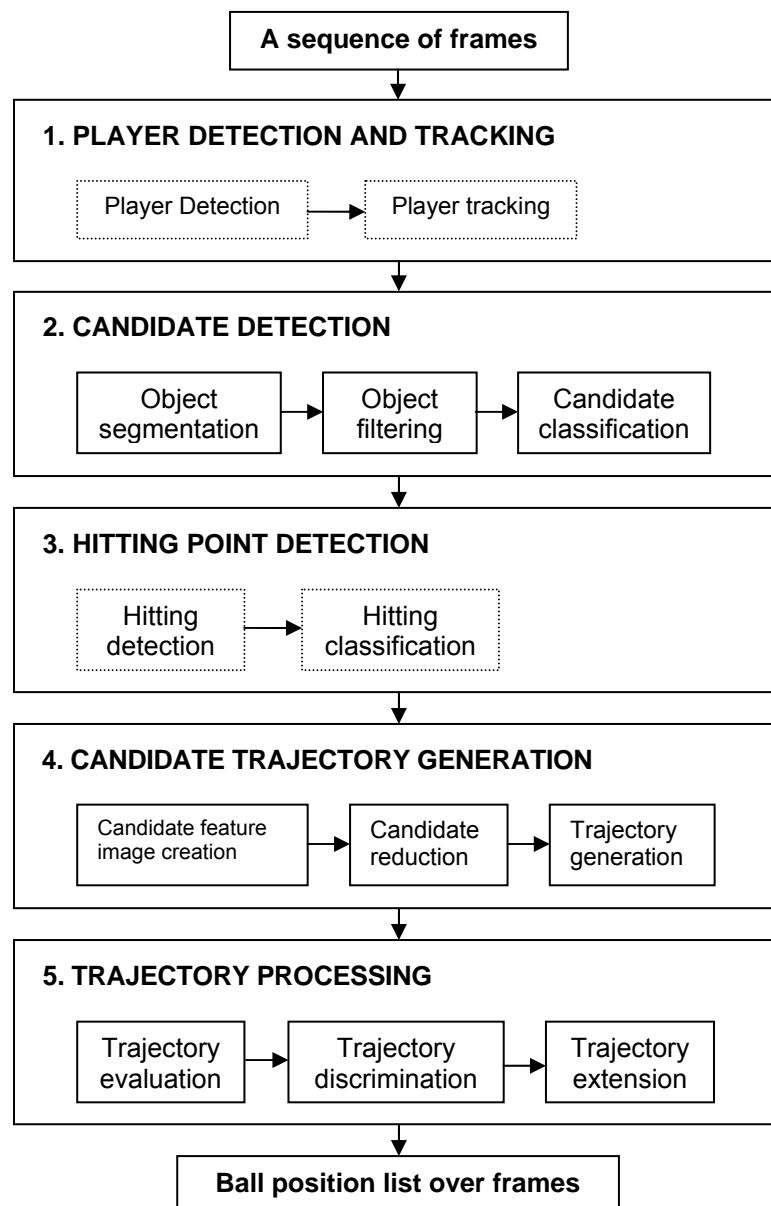 A sequence of frames
1. PLAYER DETECTION AND TRACKING
Player Detection
Player tracking
2. CANDIDATE DETECTION
Object
segmentation
Object
filtering
Candidate
classification
3. HITTING POINT DETECTION
Hitting
detection
Hitting
classification
4. CANDIDATE TRAJECTORY GENERATION
Candidate feature
image creation
Candidate
reduction
Trajectory
generation
5. TRAJECTORY PROCESSING
Trajectory
evaluation
Trajectory
discrimination
Trajectory
extension
Ball position list over frames